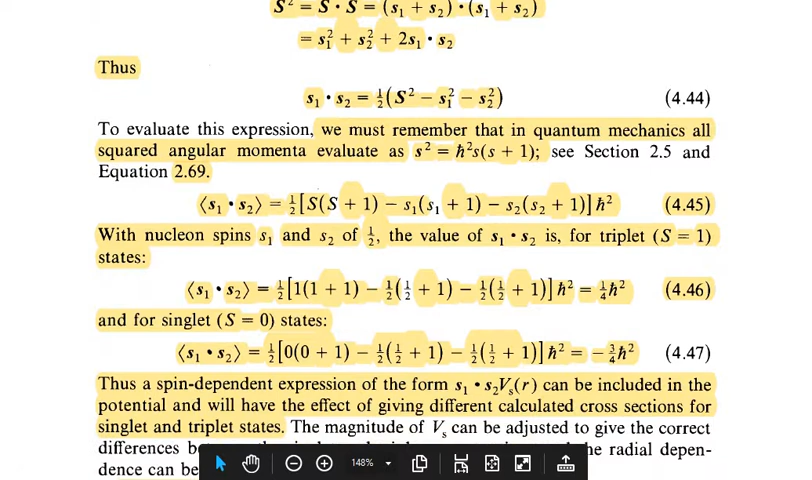 S² = S · S = (s₁ + s₂) · (s₁ + s₂)
= s₁² + s₂² + 2s₁ · s₂
Thus
s₁ · s₂ = ½(S² − s₁² − s₂²) (4.44)
To evaluate this expression, we must remember that in quantum mechanics all
squared angular momenta evaluate as s² = ħ²s(s + 1); see Section 2.5 and
Equation 2.69.
⟨s₁ · s₂⟩ = ½[S(S + 1) − s₁(s₁ + 1) − s₂(s₂ + 1)]ħ² (4.45)
With nucleon spins s₁ and s₂ of ½, the value of s₁ · s₂ is, for triplet (S = 1)
states:
⟨s₁ · s₂⟩ = ½[1(1 + 1) − ½(½ + 1) − ½(½ + 1)]ħ² = ¼ħ² (4.46)
and for singlet (S = 0) states:
⟨s₁ · s₂⟩ = ½[0(0 + 1) − ½(½ + 1) − ½(½ + 1)]ħ² = −¾ħ² (4.47)
Thus a spin-dependent expression of the form s₁ · s₂Vₛ(r) can be included in the
potential and will have the effect of giving different calculated cross sections for
singlet and triplet states. The magnitude of Vₛ can be adjusted to give the correct
differences radial depen-
dence can be
148%